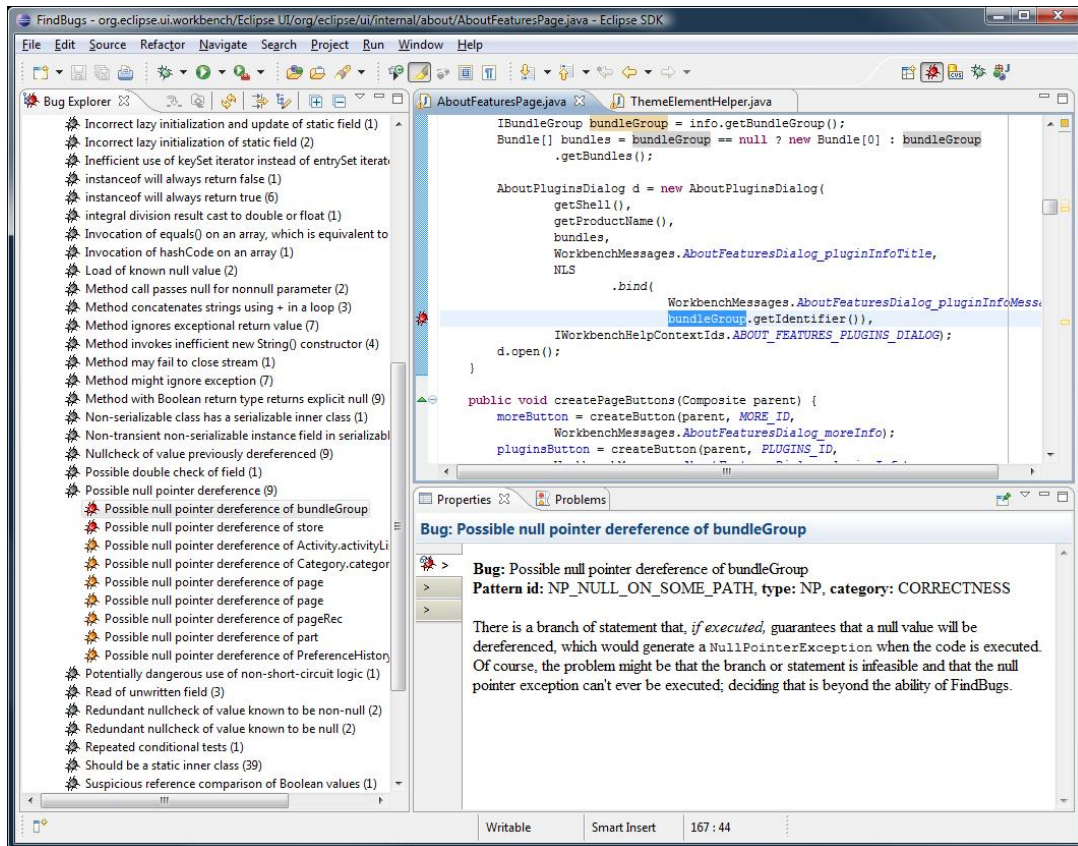 FindBugs - org.eclipse.ui.workbench/Eclipse UI/org/eclipse/ui/internal/about/AboutFeaturesPage.java - Eclipse SDK
File Edit Source Refactor Navigate Search Project Run Window Help
Bug Explorer
Incorrect lazy initialization and update of static field (1)
Incorrect lazy initialization of static field (2)
Inefficient use of keySet iterator instead of entrySet iterato
instanceof will always return false (1)
instanceof will always return true (6)
integral division result cast to double or float (1)
Invocation of equals() on an array, which is equivalent to
Invocation of hashCode on an array (1)
Load of known null value (2)
Method call passes null for nonnull parameter (2)
Method concatenates strings using + in a loop (3)
Method ignores exceptional return value (7)
Method invokes inefficient new String() constructor (4)
Method may fail to close stream (1)
Method might ignore exception (7)
Method with Boolean return type returns explicit null (9)
Non-serializable class has a serializable inner class (1)
Non-transient non-serializable instance field in serializabl
Nullcheck of value previously dereferenced (9)
Possible double check of field (1)
Possible null pointer dereference (9)
Possible null pointer dereference of bundleGroup
Possible null pointer dereference of store
Possible null pointer dereference of Activity.activityLi
Possible null pointer dereference of Category.categor
Possible null pointer dereference of page
Possible null pointer dereference of page
Possible null pointer dereference of pageRec
Possible null pointer dereference of part
Possible null pointer dereference of PreferenceHistory
Potentially dangerous use of non-short-circuit logic (1)
Read of unwritten field (3)
Redundant nullcheck of value known to be non-null (2)
Redundant nullcheck of value known to be null (2)
Repeated conditional tests (1)
Should be a static inner class (39)
Suspicious reference comparison of Boolean values (1)
AboutFeaturesPage.java
ThemeElementHelper.java
IBundleGroup bundleGroup = info.getBundleGroup();
Bundle[] bundles = bundleGroup == null ? new Bundle[0] : bundleGroup
.getBundles();
AboutPluginsDialog d = new AboutPluginsDialog(
getShell(),
getProductName(),
bundles,
WorkbenchMessages.AboutFeaturesDialog_pluginInfoTitle,
NLS
.bind(
WorkbenchMessages.AboutFeaturesDialog_pluginInfoMess
bundleGroup.getIdentifier()),
IWorkbenchHelpContextIds.ABOUT_FEATURES_PLUGINS_DIALOG);
d.open();
}
public void createPageButtons(Composite parent) {
moreButton = createButton(parent, MORE_ID,
WorkbenchMessages.AboutFeaturesDialog_moreInfo);
pluginsButton = createButton(parent, PLUGINS_ID,
Properties
Problems
Bug: Possible null pointer dereference of bundleGroup
Bug: Possible null pointer dereference of bundleGroup
Pattern id: NP_NULL_ON_SOME_PATH, type: NP, category: CORRECTNESS
There is a branch of statement that, if executed, guarantees that a null value will be
dereferenced, which would generate a NullPointerException when the code is executed.
Of course, the problem might be that the branch or statement is infeasible and that the null
pointer exception can't ever be executed; deciding that is beyond the ability of FindBugs.
Writable
Smart Insert
167 : 44